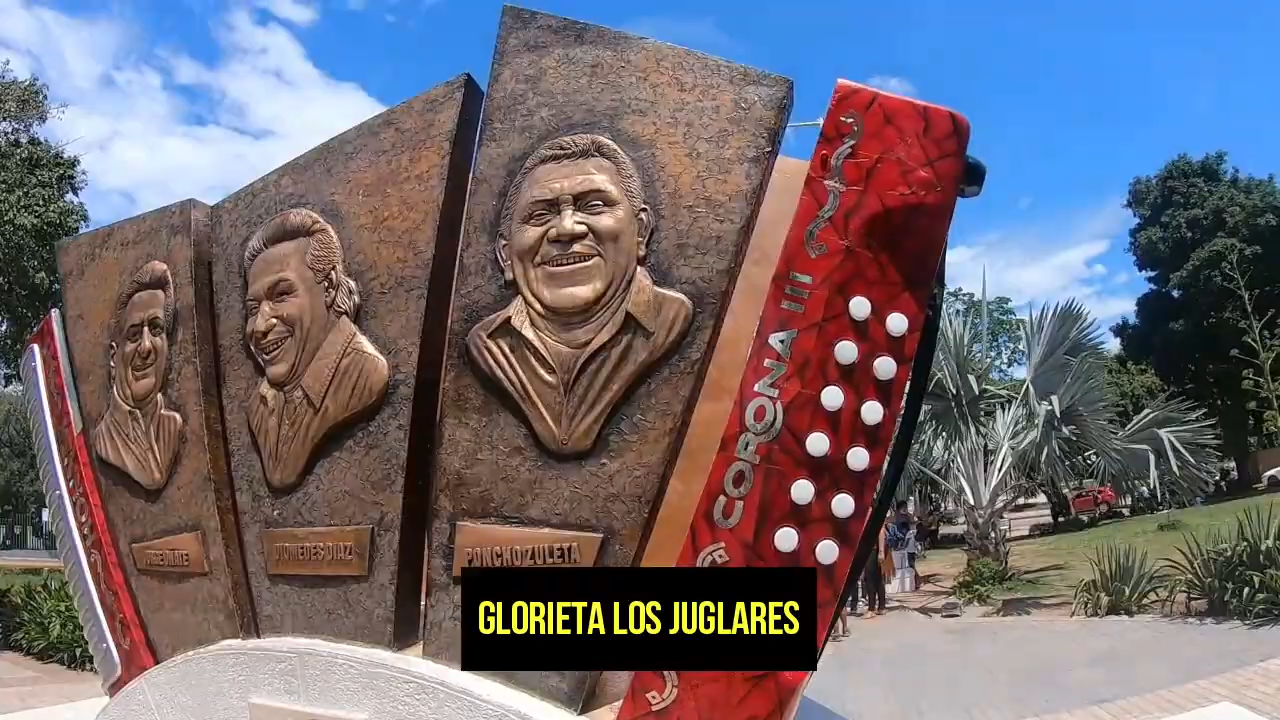 JORGE OÑATE
DIOMEDES DIAZ
PONCHO ZULETA
CORONA III
GLORIETA LOS JUGLARES